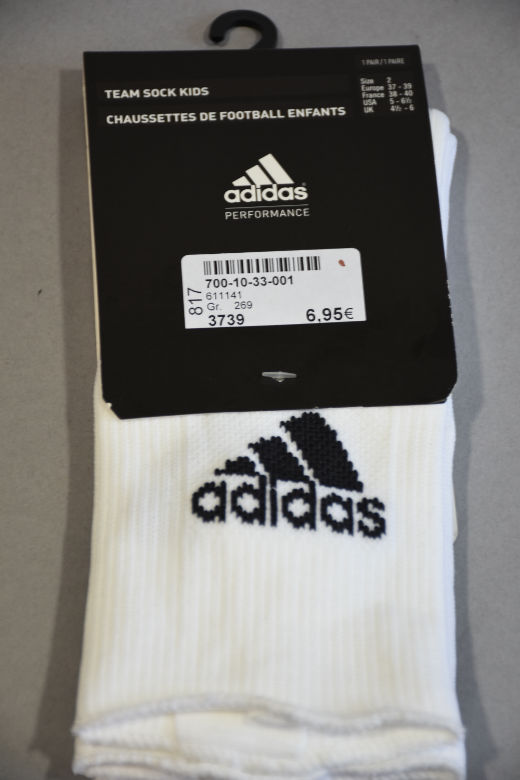 1 PAIR / 1 PAIRE
TEAM SOCK KIDS
CHAUSSETTES DE FOOTBALL ENFANTS
Size 2
Europe 37 - 39
France 38 - 40
USA 5 - 6½
UK 4½ - 6
adidas
PERFORMANCE
817
700-10-33-001
611141
Gr. 269
3739 6,95€
adidas